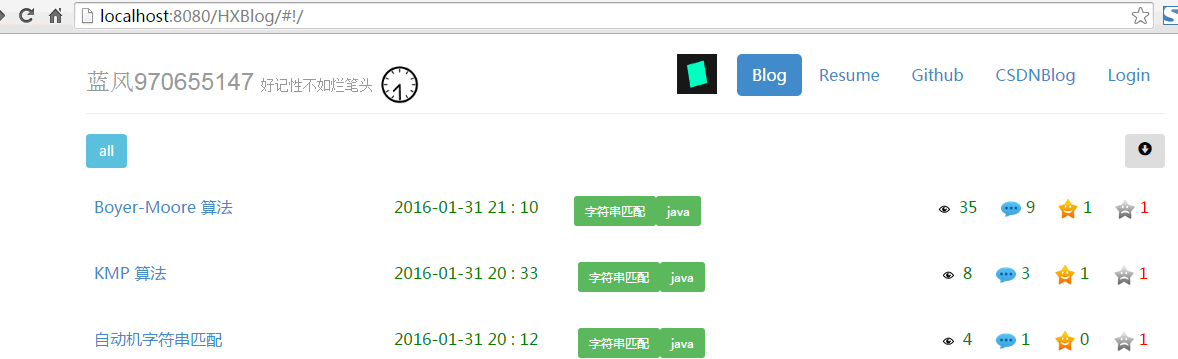 localhost:8080/HXBlog/#!/
蓝风970655147 好记性不如烂笔头 Blog Resume Github CSDNBlog Login
all
Boyer-Moore 算法 2016-01-31 21 : 10 字符串匹配 java 35 9 1 1
KMP 算法 2016-01-31 20 : 33 字符串匹配 java 8 3 1 1
自动机字符串匹配 2016-01-31 20 : 12 字符串匹配 java 4 1 0 1